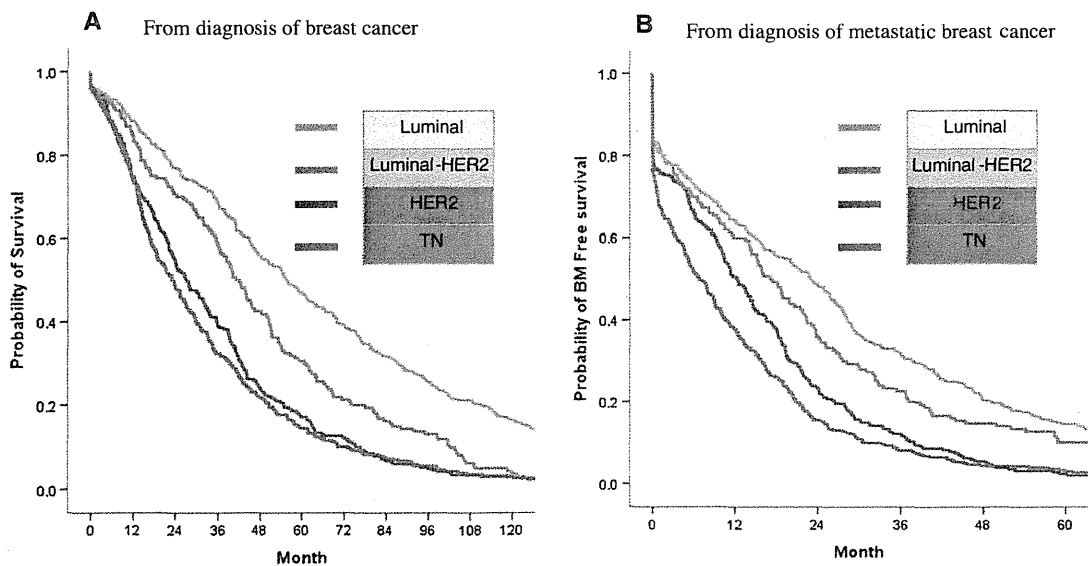 A From diagnosis of breast cancer
Probability of Survival
1.0
0.8
0.6
0.4
0.2
0.0
Luminal
Luminal-HER2
HER2
TN
0 12 24 36 48 60 72 84 96 108 120
Month
B From diagnosis of metastatic breast cancer
Probability of BM Free survival
1.0
0.8
0.6
0.4
0.2
0.0
Luminal
Luminal-HER2
HER2
TN
0 12 24 36 48 60
Month